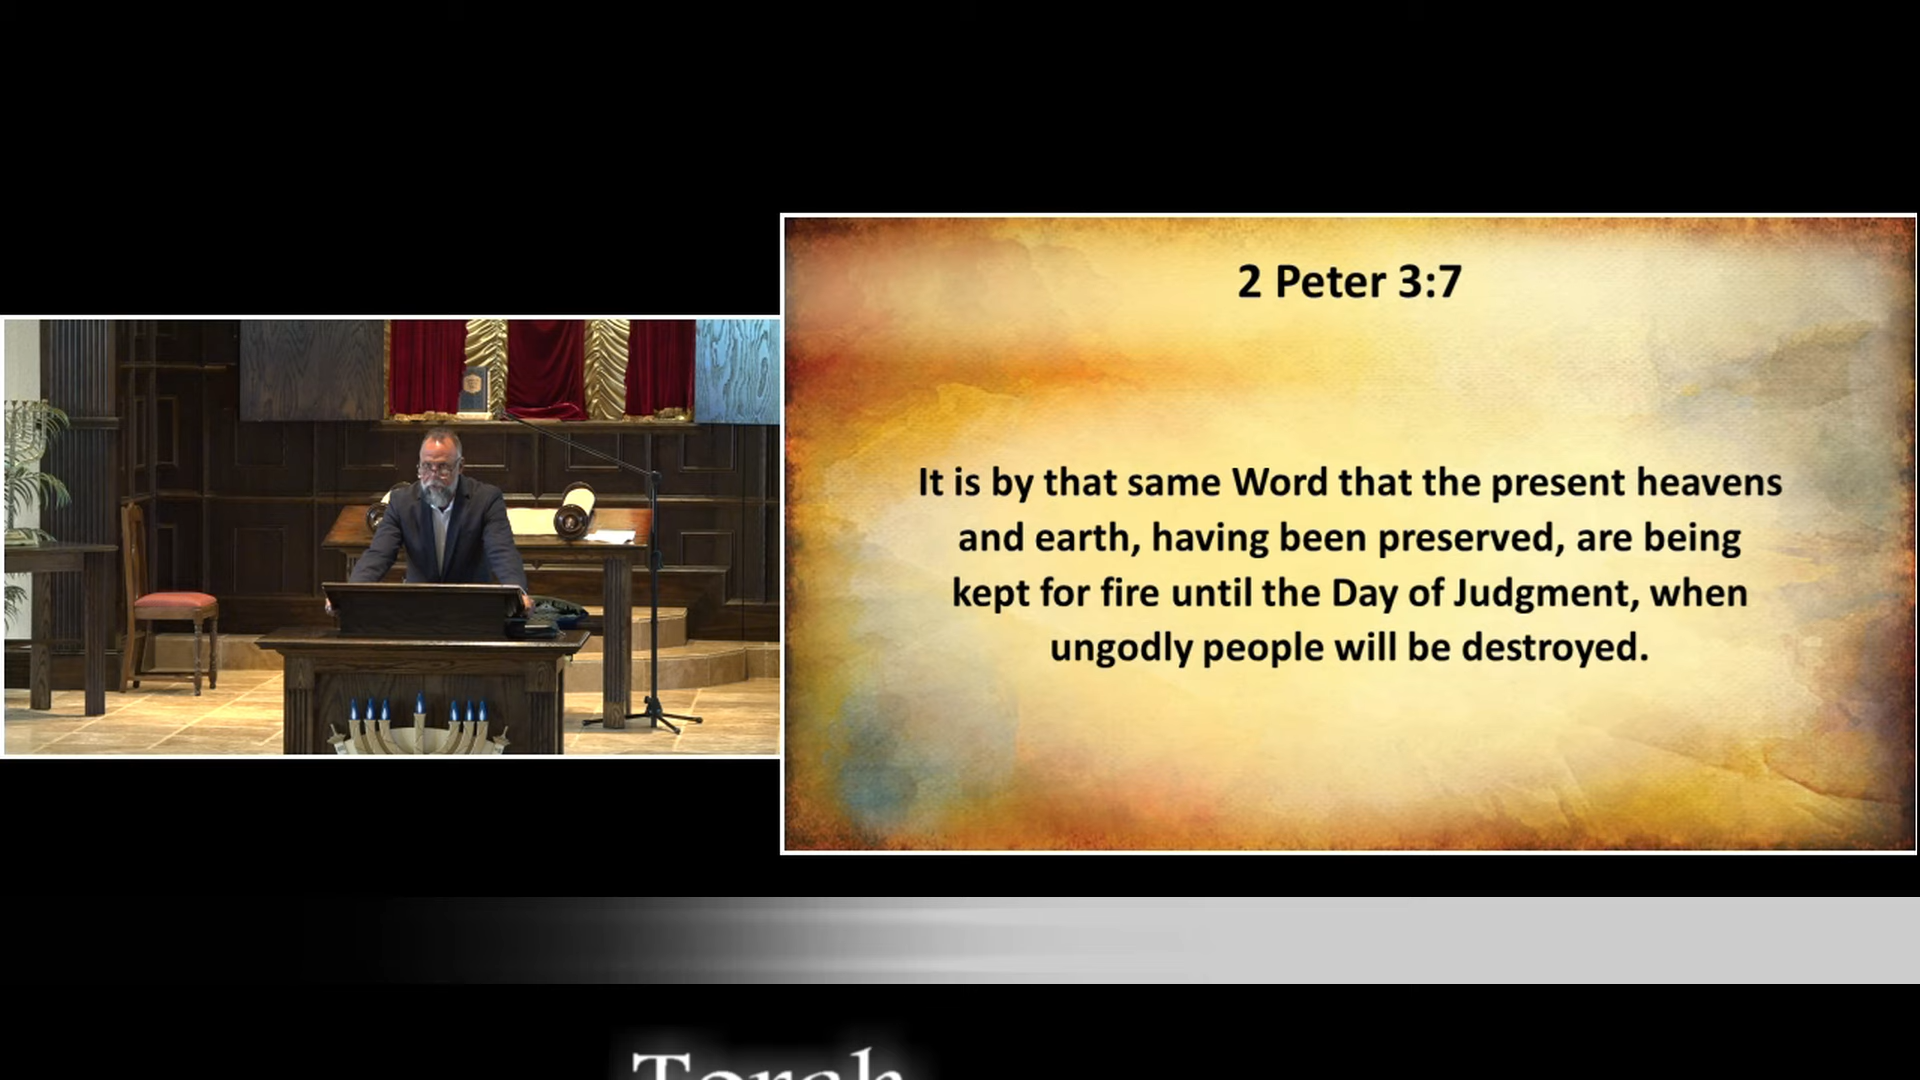 2 Peter 3:7
It is by that same Word that the present heavens
and earth, having been preserved, are being
kept for fire until the Day of Judgment, when
ungodly people will be destroyed.
Torah